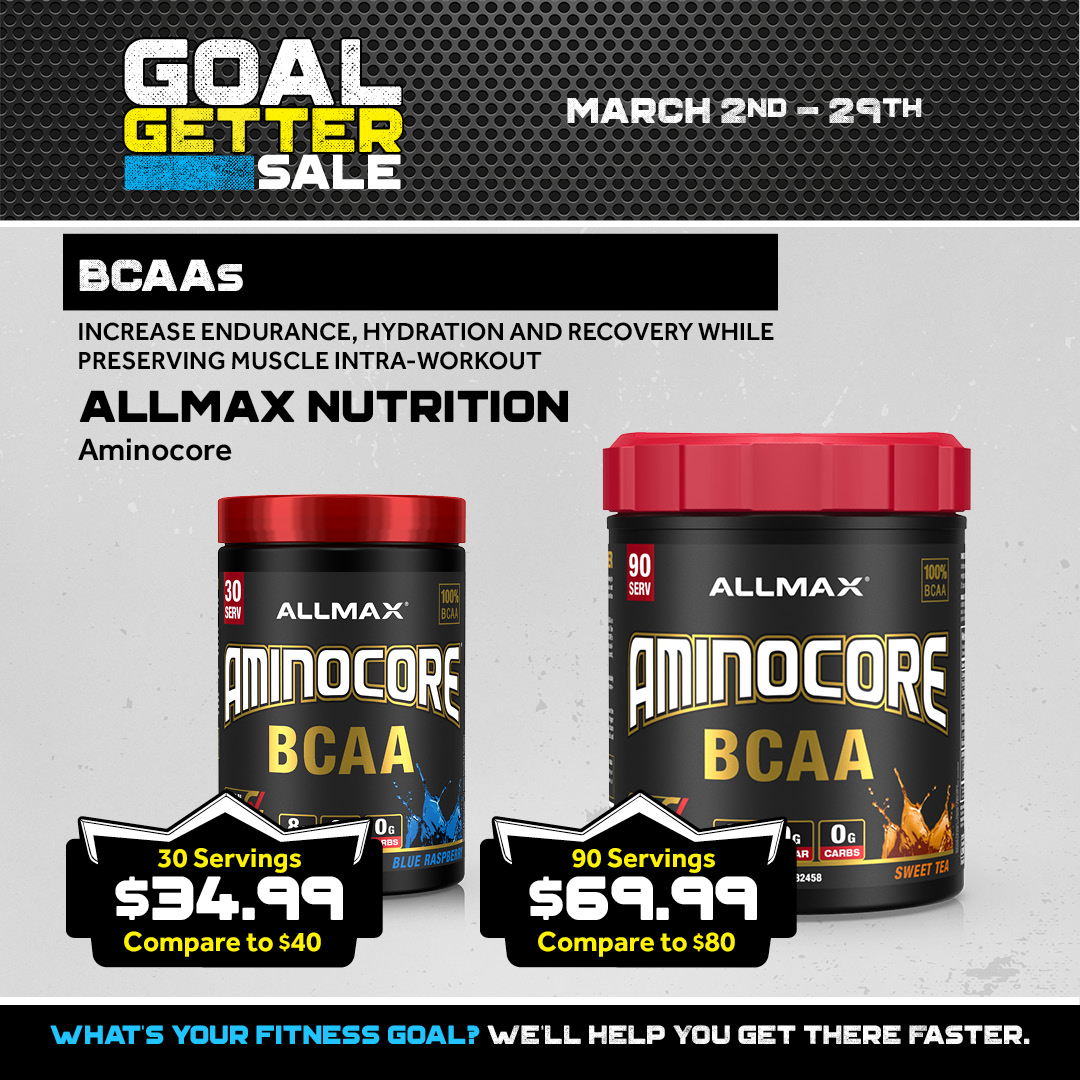 GOAL
GETTER
SALE
MARCH 2ND – 29TH
BCAAs
INCREASE ENDURANCE, HYDRATION AND RECOVERY WHILE
PRESERVING MUSCLE INTRA-WORKOUT
ALLMAX NUTRITION
Aminocore
30
SERV
ALLMAX®
100%
BCAA
AMINOCORE
BCAA
8
0G
BLUE RASPBERRY
90
SERV
ALLMAX®
100%
BCAA
AMINOCORE
BCAA
0G
CARBS
SWEET TEA
30 Servings
$34.99
Compare to $40
90 Servings
$69.99
Compare to $80
WHAT'S YOUR FITNESS GOAL? WE'LL HELP YOU GET THERE FASTER.